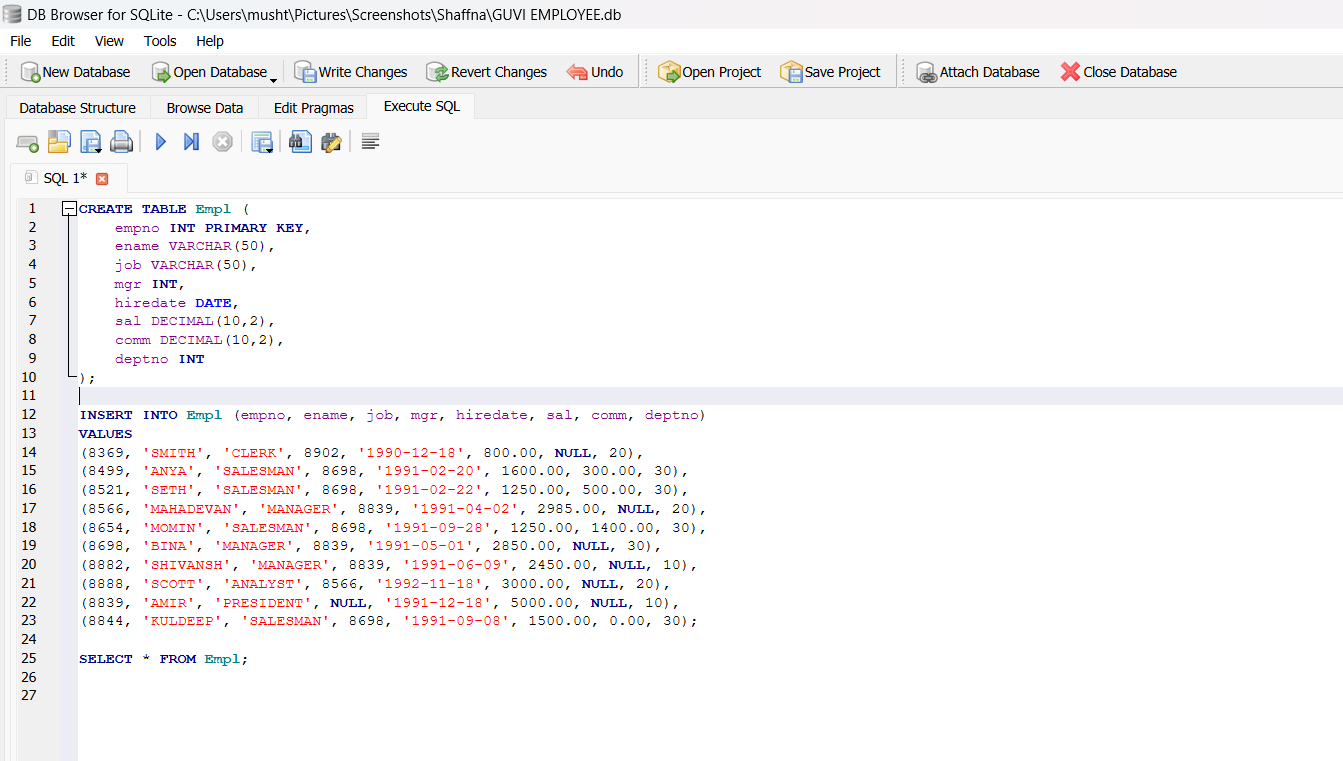 DB Browser for SQLite - C:\Users\musht\Pictures\Screenshots\Shaffna\GUVI EMPLOYEE.db
File Edit View Tools Help
New Database Open Database Write Changes Revert Changes Undo Open Project Save Project Attach Database Close Database
Database Structure Browse Data Edit Pragmas Execute SQL
SQL 1*
1 CREATE TABLE Empl (
2 empno INT PRIMARY KEY,
3 ename VARCHAR(50),
4 job VARCHAR(50),
5 mgr INT,
6 hiredate DATE,
7 sal DECIMAL(10,2),
8 comm DECIMAL(10,2),
9 deptno INT
10 );
11
12 INSERT INTO Empl (empno, ename, job, mgr, hiredate, sal, comm, deptno)
13 VALUES
14 (8369, 'SMITH', 'CLERK', 8902, '1990-12-18', 800.00, NULL, 20),
15 (8499, 'ANYA', 'SALESMAN', 8698, '1991-02-20', 1600.00, 300.00, 30),
16 (8521, 'SETH', 'SALESMAN', 8698, '1991-02-22', 1250.00, 500.00, 30),
17 (8566, 'MAHADEVAN', 'MANAGER', 8839, '1991-04-02', 2985.00, NULL, 20),
18 (8654, 'MOMIN', 'SALESMAN', 8698, '1991-09-28', 1250.00, 1400.00, 30),
19 (8698, 'BINA', 'MANAGER', 8839, '1991-05-01', 2850.00, NULL, 30),
20 (8882, 'SHIVANSH', 'MANAGER', 8839, '1991-06-09', 2450.00, NULL, 10),
21 (8888, 'SCOTT', 'ANALYST', 8566, '1992-11-18', 3000.00, NULL, 20),
22 (8839, 'AMIR', 'PRESIDENT', NULL, '1991-12-18', 5000.00, NULL, 10),
23 (8844, 'KULDEEP', 'SALESMAN', 8698, '1991-09-08', 1500.00, 0.00, 30);
24
25 SELECT * FROM Empl;
26
27